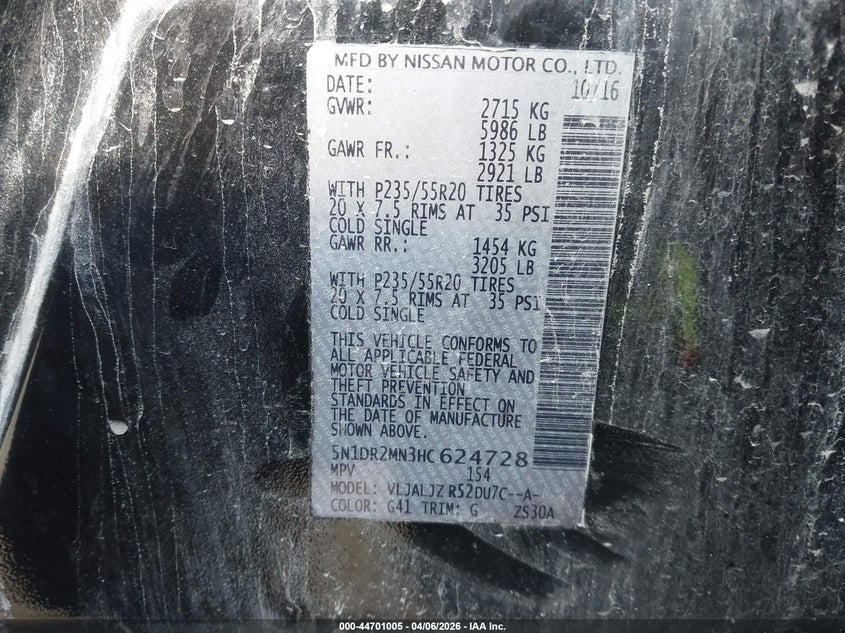 MFD BY NISSAN MOTOR CO., LTD.
DATE: 10/16
GVWR: 2715 KG
5986 LB
GAWR FR.: 1325 KG
2921 LB
WITH P235/55R20 TIRES
20 X 7.5 RIMS AT 35 PSI
COLD SINGLE
GAWR RR.: 1454 KG
3205 LB
WITH P235/55R20 TIRES
20 X 7.5 RIMS AT 35 PSI
COLD SINGLE
THIS VEHICLE CONFORMS TO
ALL APPLICABLE FEDERAL
MOTOR VEHICLE SAFETY AND
THEFT PREVENTION
STANDARDS IN EFFECT ON
THE DATE OF MANUFACTURE
SHOWN ABOVE.
5N1DR2MN3HC624728
MPV 154
MODEL: VLJALJZ R52DU7C--A-
COLOR: G41 TRIM: G ZS30A
000-44701005 - 04/06/2026 - IAA Inc.